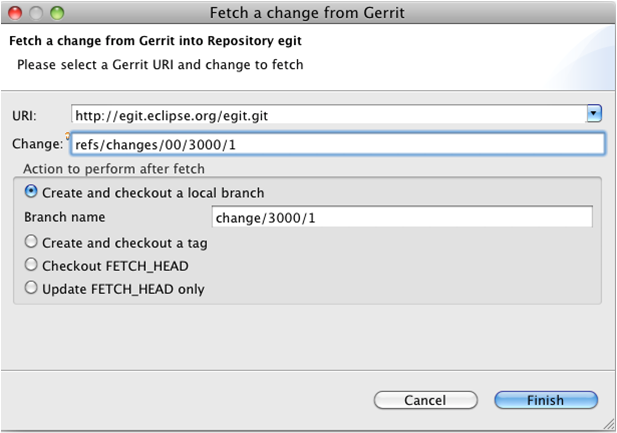 Fetch a change from Gerrit
Fetch a change from Gerrit into Repository egit
Please select a Gerrit URI and change to fetch
URI: http://egit.eclipse.org/egit.git
Change: refs/changes/00/3000/1
Action to perform after fetch
Create and checkout a local branch
Branch name change/3000/1
Create and checkout a tag
Checkout FETCH_HEAD
Update FETCH_HEAD only
Cancel Finish